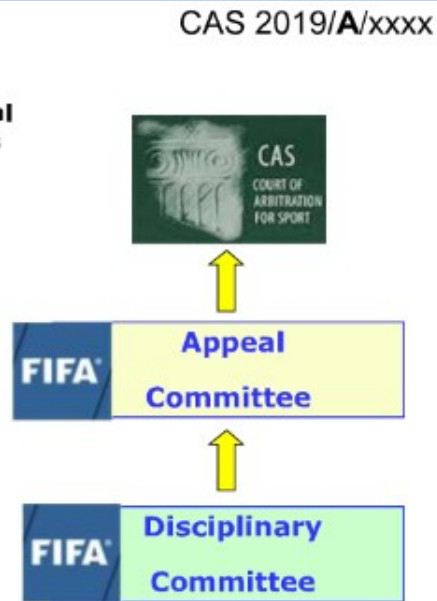 CAS 2019/A/xxxx
CAS
COURT OF
ARBITRATION
FOR SPORT
FIFA®
Appeal
Committee
FIFA®
Disciplinary
Committee